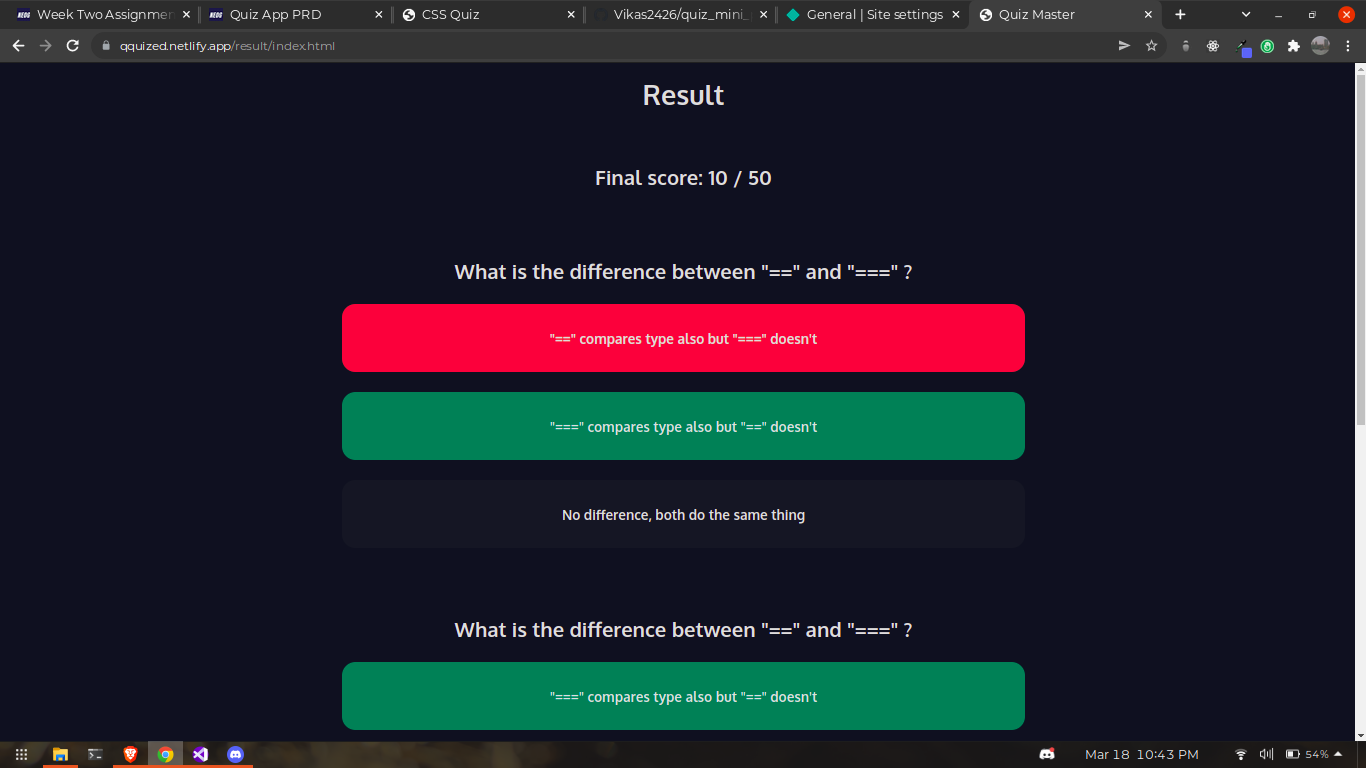 Week Two Assignmen
Quiz App PRD
CSS Quiz
Vikas2426/quiz_mini_
General | Site settings
Quiz Master
qquized.netlify.app/result/index.html
Result
Final score: 10 / 50
What is the difference between "==" and "===" ?
"==" compares type also but "===" doesn't
"===" compares type also but "==" doesn't
No difference, both do the same thing
What is the difference between "==" and "===" ?
"===" compares type also but "==" doesn't
Mar 18 10:43 PM
54%